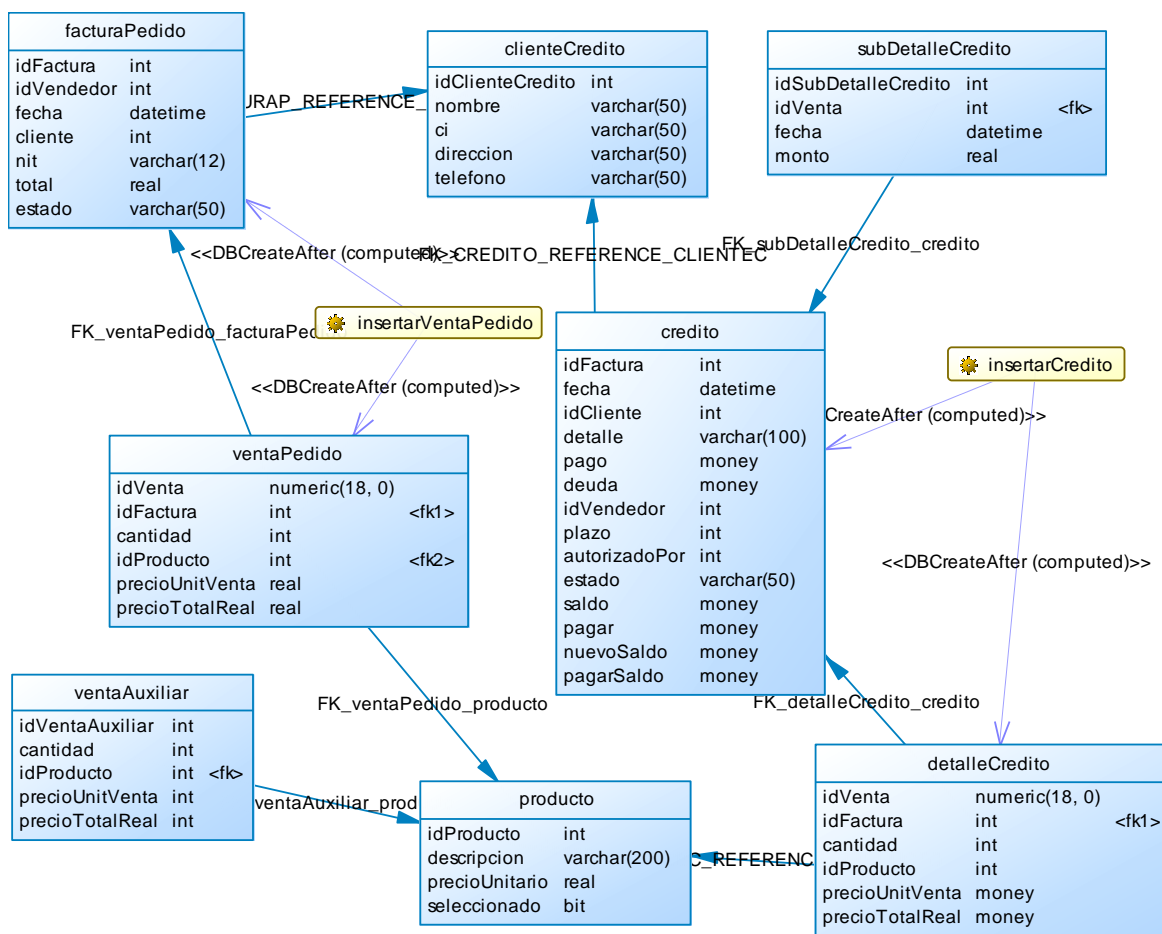 facturaPedido
idFactura int
idVendedor int
fecha datetime
cliente int
nit varchar(12)
total real
estado varchar(50)
clienteCredito
idClienteCredito int
nombre varchar(50)
ci varchar(50)
direccion varchar(50)
telefono varchar(50)
subDetalleCredito
idSubDetalleCredito int
idVenta int <fk>
fecha datetime
monto real
URAP_REFERENCE_
<<DBCreateAfter (computed)>>
FK_CREDITO_REFERENCE_CLIENTEC
FK_subDetalleCredito_credito
FK_ventaPedido_facturaPed
insertarVentaPedido
<<DBCreateAfter (computed)>>
credito
idFactura int
fecha datetime
idCliente int
detalle varchar(100)
pago money
deuda money
idVendedor int
plazo int
autorizadoPor int
estado varchar(50)
saldo money
pagar money
nuevoSaldo money
pagarSaldo money
insertarCredito
CreateAfter (computed)>>
<<DBCreateAfter (computed)>>
ventaPedido
idVenta numeric(18, 0)
idFactura int <fk1>
cantidad int
idProducto int <fk2>
precioUnitVenta real
precioTotalReal real
FK_ventaPedido_producto
FK_detalleCredito_credito
ventaAuxiliar
idVentaAuxiliar int
cantidad int
idProducto int <fk>
precioUnitVenta int
precioTotalReal int
ventaAuxiliar_prod
producto
idProducto int
descripcion varchar(200)
precioUnitario real
seleccionado bit
C_REFERENC
detalleCredito
idVenta numeric(18, 0)
idFactura int <fk1>
cantidad int
idProducto int
precioUnitVenta money
precioTotalReal money